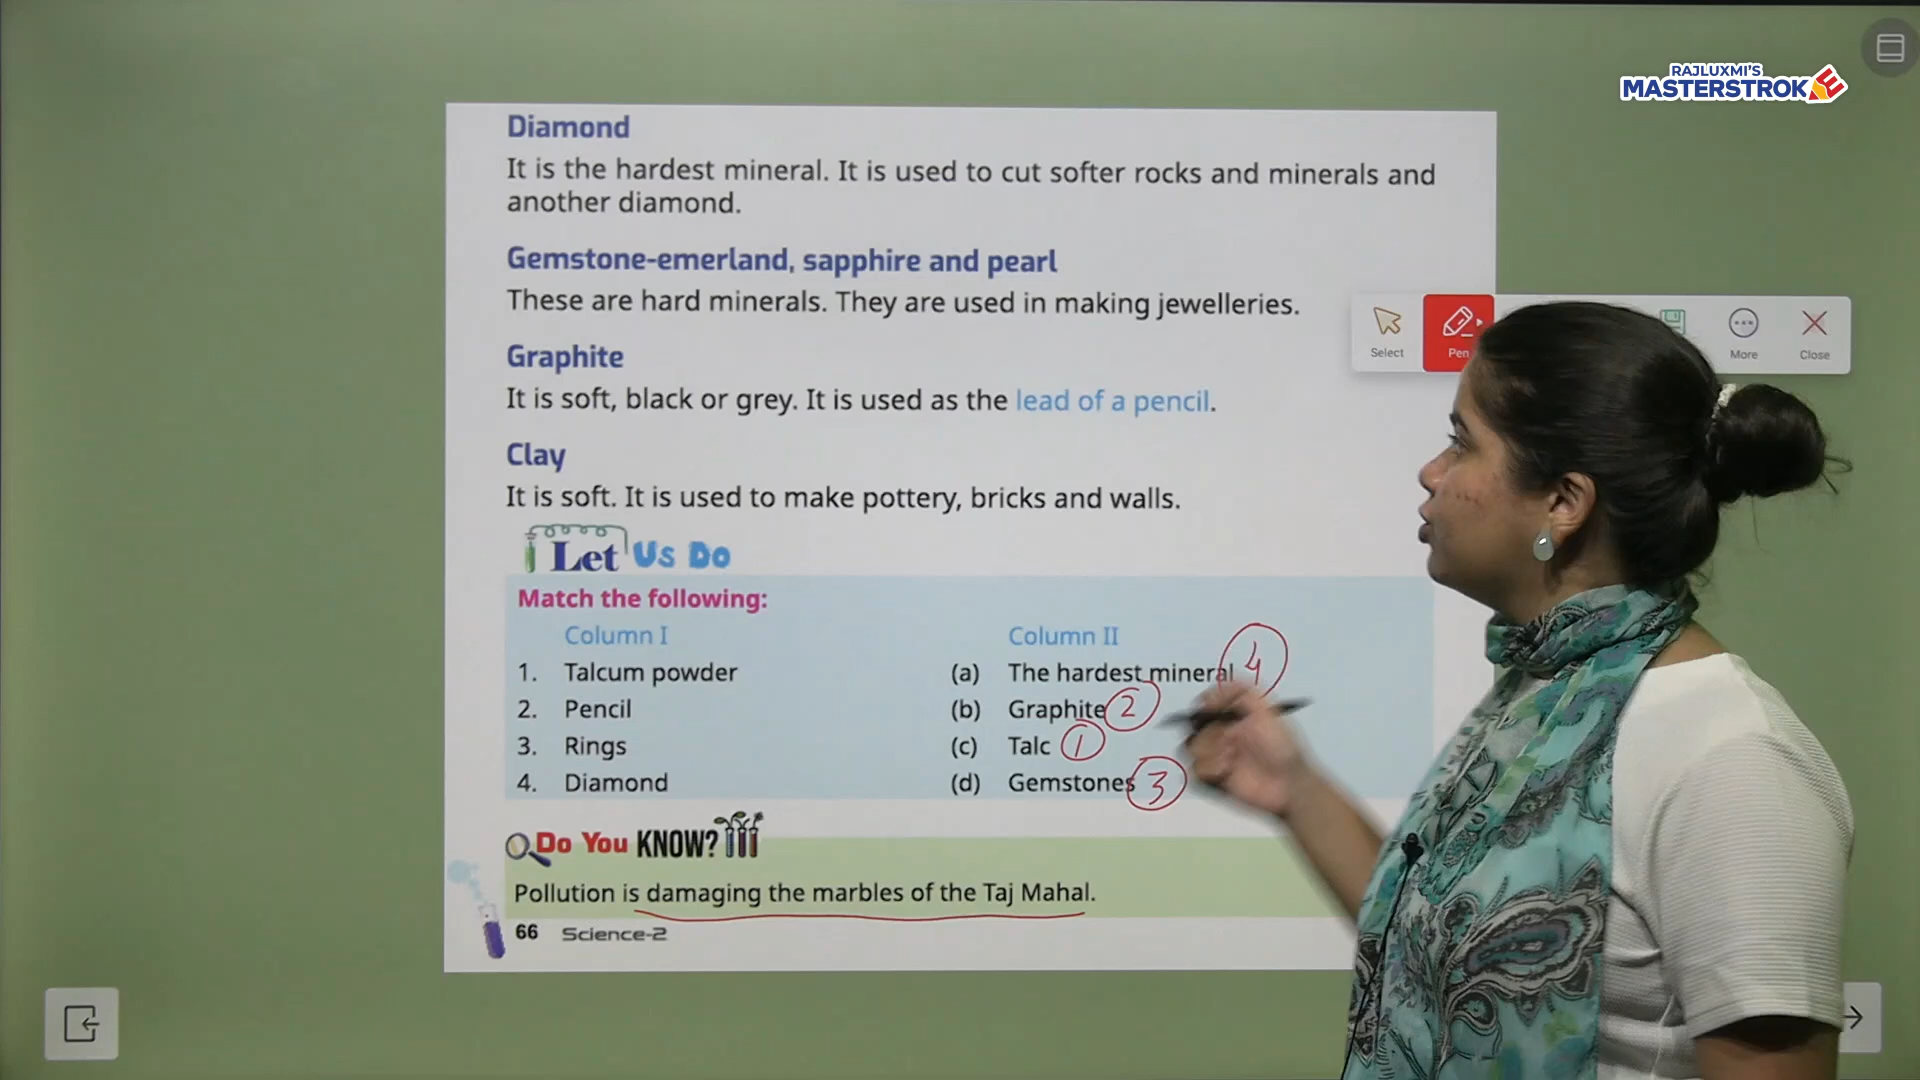 RAJLUXMI'S
MASTERSTROKE
Diamond
It is the hardest mineral. It is used to cut softer rocks and minerals and
another diamond.
Gemstone-emerland, sapphire and pearl
These are hard minerals. They are used in making jewelleries.
Select
Pen
More
Close
Graphite
It is soft, black or grey. It is used as the lead of a pencil.
Clay
It is soft. It is used to make pottery, bricks and walls.
Let Us Do
Match the following:
Column I Column II
1. Talcum powder (a) The hardest mineral 4
2. Pencil (b) Graphite 2
3. Rings (c) Talc 1
4. Diamond (d) Gemstones 3
Do You KNOW?
Pollution is damaging the marbles of the Taj Mahal.
66 Science-2